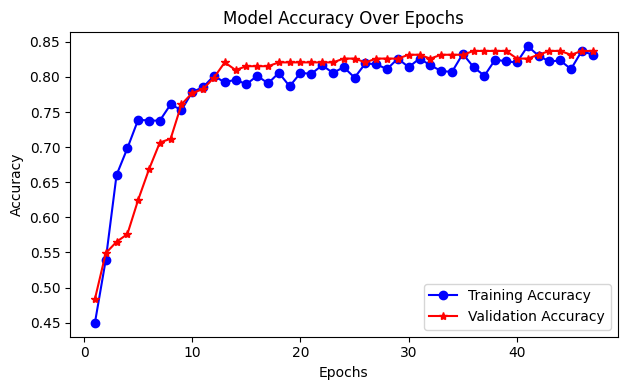 Model Accuracy Over Epochs
Accuracy
0.85
0.80
0.75
0.70
0.65
0.60
0.55
0.50
0.45
Training Accuracy
Validation Accuracy
0 10 20 30 40
Epochs